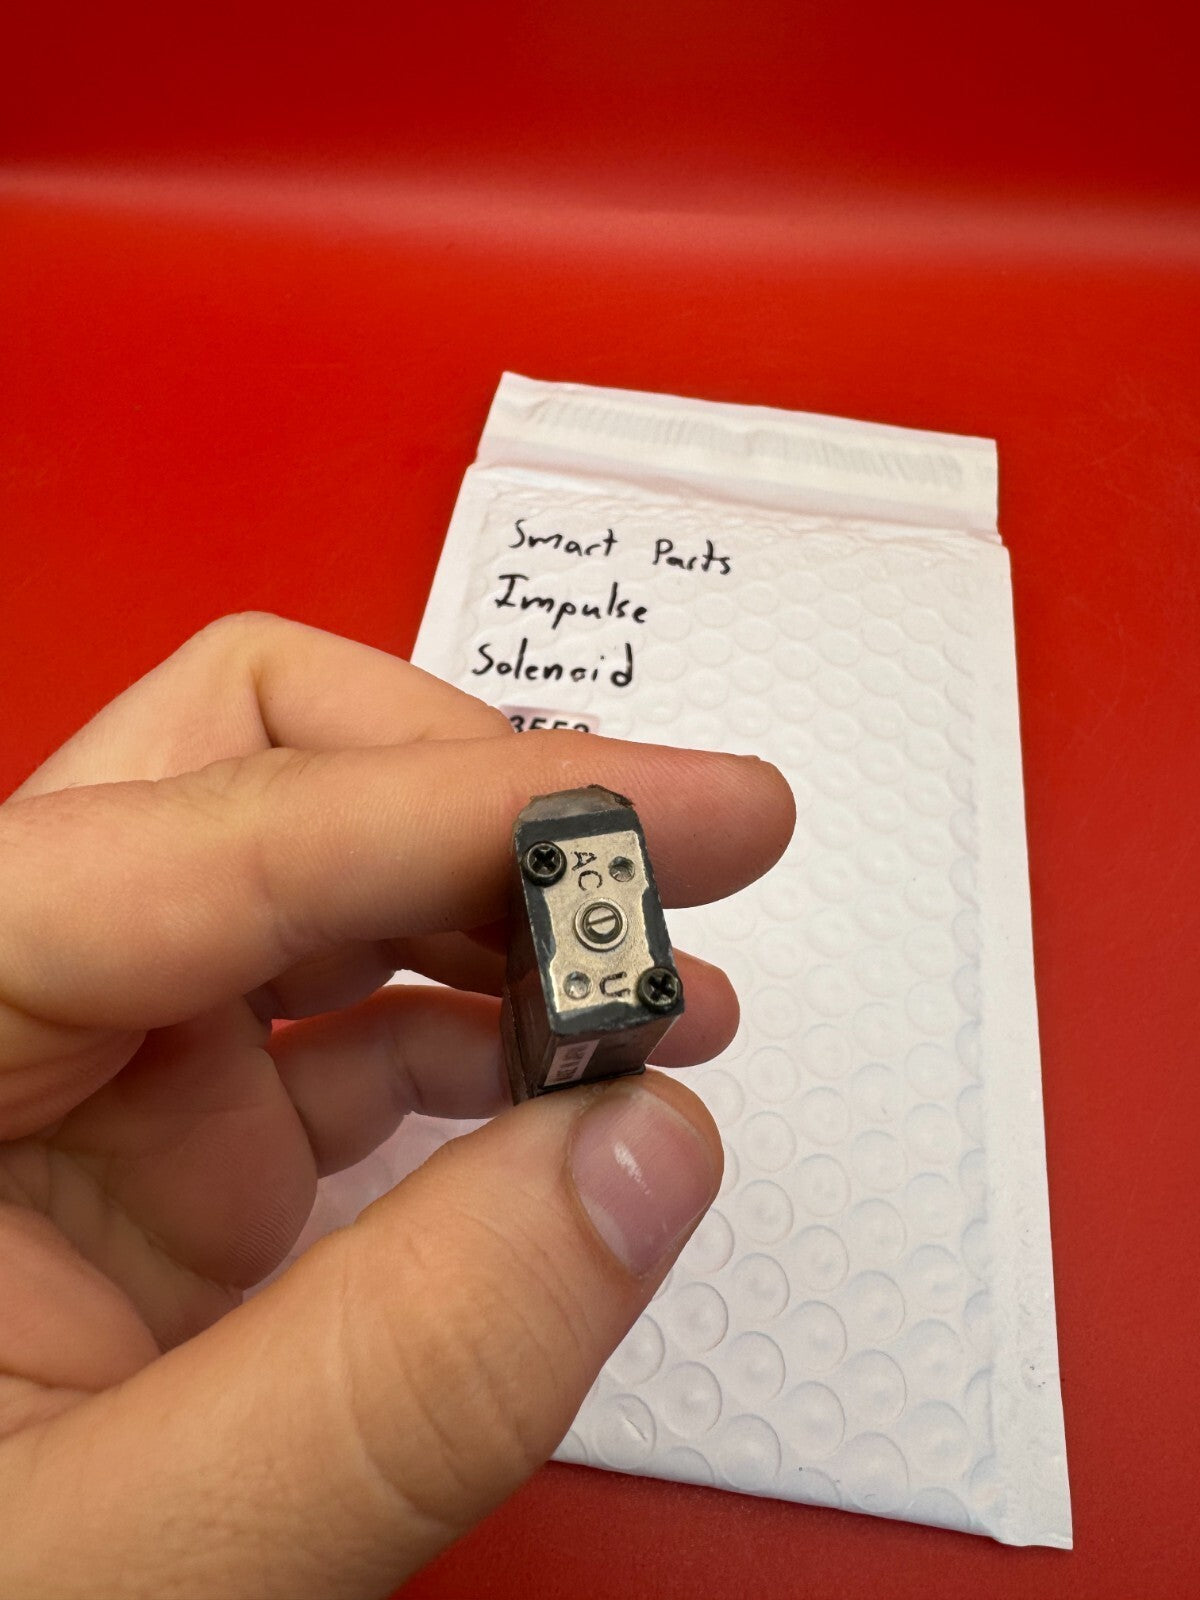 Smart Parts
Impulse
Solenoid
AC
U